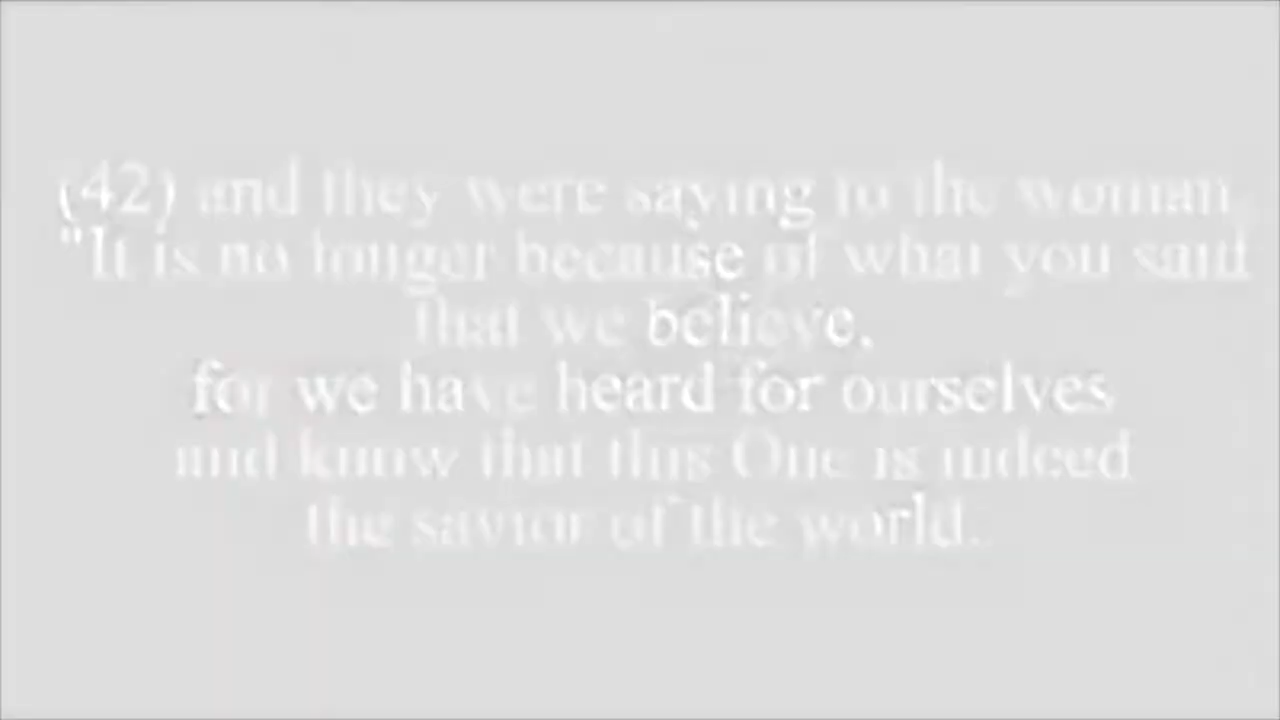 (42) and they were saying to the woman,
"It is no longer because of what you said
that we believe,
for we have heard for ourselves
and know that this One is indeed
the savior of the world.